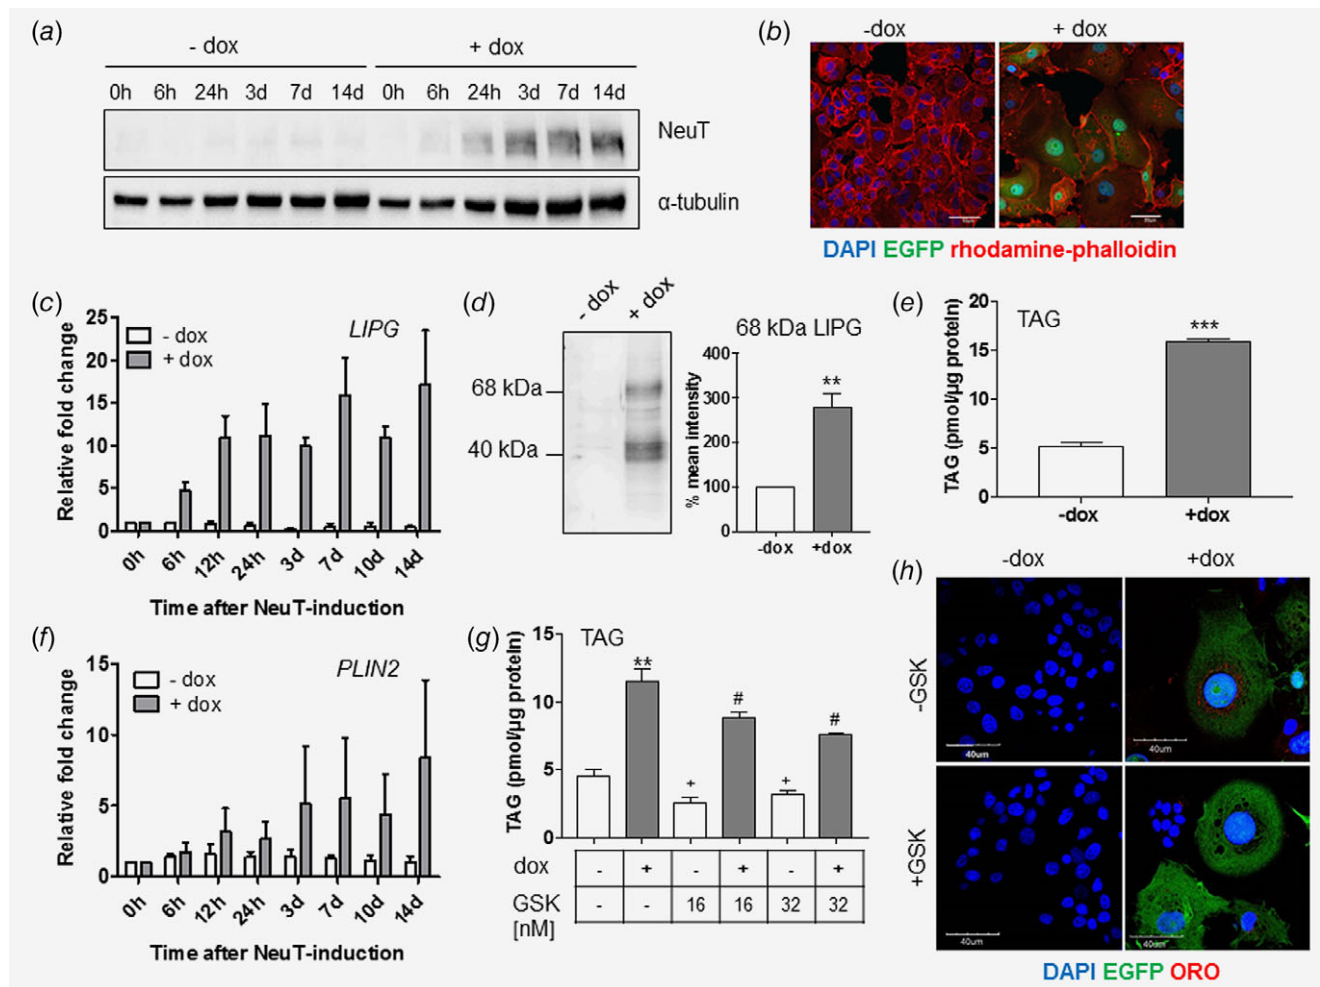 (a)
- dox + dox
0h 6h 24h 3d 7d 14d 0h 6h 24h 3d 7d 14d
NeuT
α-tubulin
(b)
-dox + dox
DAPI EGFP rhodamine-phalloidin
(c)
Relative fold change
25
20
15
10
5
0
- dox
+ dox
LIPG
0h 6h 12h 24h 3d 7d 10d 14d
Time after NeuT-induction
(d)
- dox + dox
68 kDa
40 kDa
68 kDa LIPG
% mean intensity
400
300
200
100
0
**
-dox +dox
(e)
TAG
TAG (pmol/µg protein)
20
15
10
5
0
***
-dox +dox
(f)
Relative fold change
15
10
5
0
- dox
+ dox
PLIN2
0h 6h 12h 24h 3d 7d 10d 14d
Time after NeuT-induction
(g)
TAG
TAG (pmol/µg protein)
15
10
5
0
** + # + #
dox - + - + - +
GSK [nM] - - 16 16 32 32
(h)
-dox +dox
-GSK
40um 40um
+GSK
40um 40um
DAPI EGFP ORO